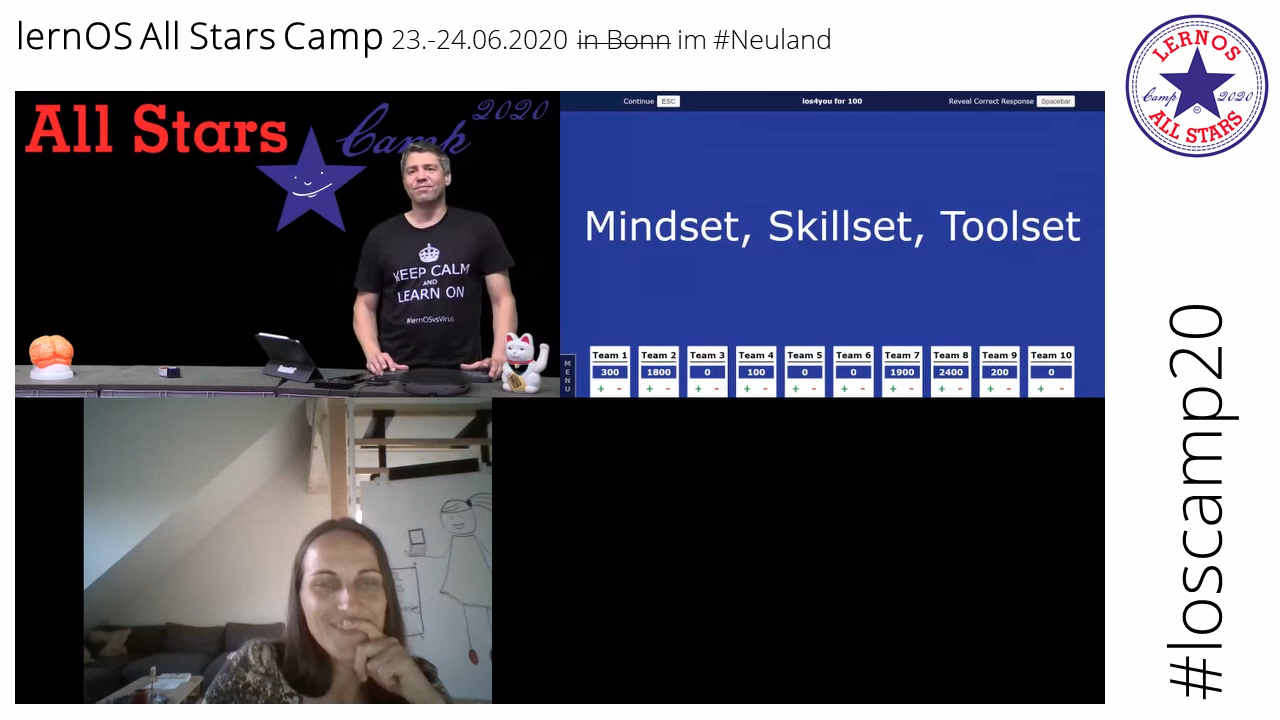 lernOS All Stars Camp 23.-24.06.2020 in Bonn im #Neuland
LERNOS
Camp 2020
ALL STARS
All Stars Camp 2020
KEEP CALM
AND
LEARN ON
#lernOSvsVirus
Continue ESC los4you for 100 Reveal Correct Response Spacebar
Mindset, Skillset, Toolset
MENU
Team 1 Team 2 Team 3 Team 4 Team 5 Team 6 Team 7 Team 8 Team 9 Team 10
300 1800 0 100 0 0 1900 2400 200 0
+ - + - + - + - + - + - + - + - + - + -
#loscamp20